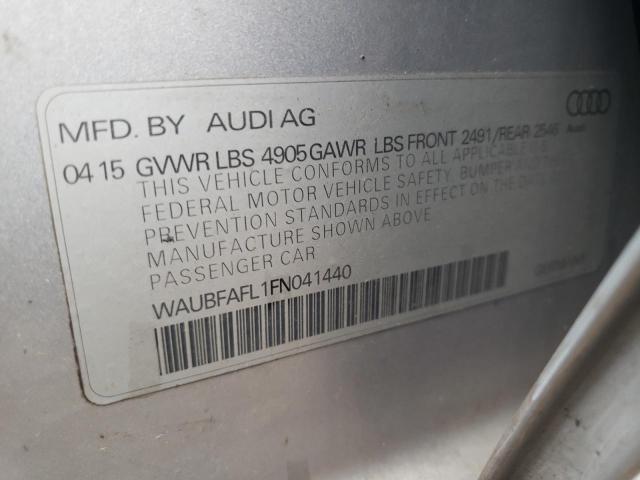 MFD. BY AUDI AG
04 15 GVWR LBS 4905 GAWR LBS FRONT 2491/REAR 2546
Audi
THIS VEHICLE CONFORMS TO ALL APPLICABLE
FEDERAL MOTOR VEHICLE SAFETY, BUMPER AND
PREVENTION STANDARDS IN EFFECT ON THE DATE
MANUFACTURE SHOWN ABOVE
PASSENGER CAR
WAUBFAFL1FN041440